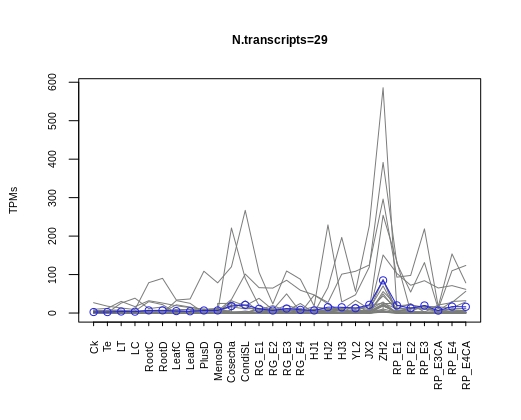 N.transcripts=29
TPMs
600
500
400
300
200
100
0
Ck
Te
LT
LC
RootC
RootD
LeafC
LeafD
PlusD
MenosD
Cosecha
CondiSL
RG_E1
RG_E2
RG_E3
RG_E4
HJ1
HJ2
HJ3
YL2
JX2
ZH2
RP_E1
RP_E2
RP_E3
RP_E3CA
RP_E4
RP_E4CA